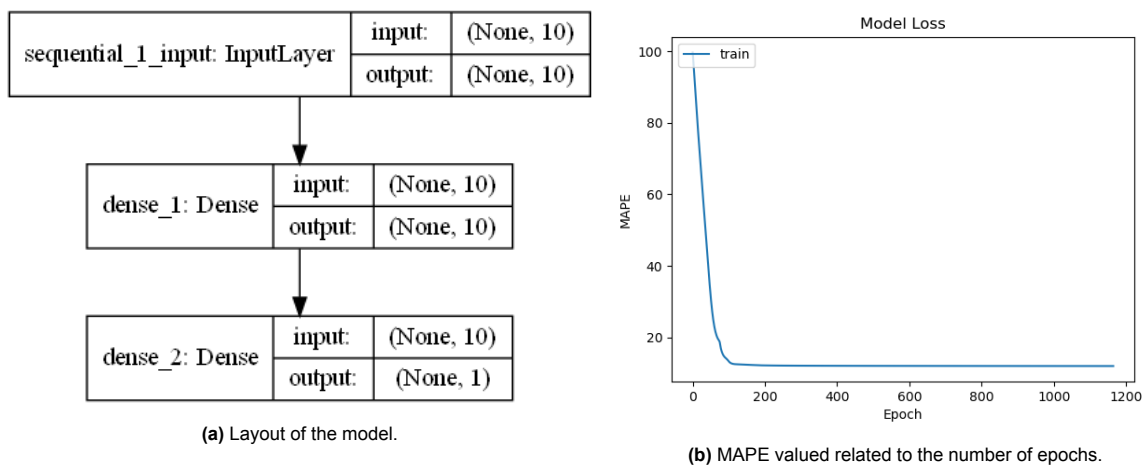 sequential_1_input: InputLayer
input: (None, 10)
output: (None, 10)
dense_1: Dense
input: (None, 10)
output: (None, 10)
dense_2: Dense
input: (None, 10)
output: (None, 1)
(a) Layout of the model.
Model Loss
train
100
80
60
40
20
MAPE
0 200 400 600 800 1000 1200
Epoch
(b) MAPE valued related to the number of epochs.